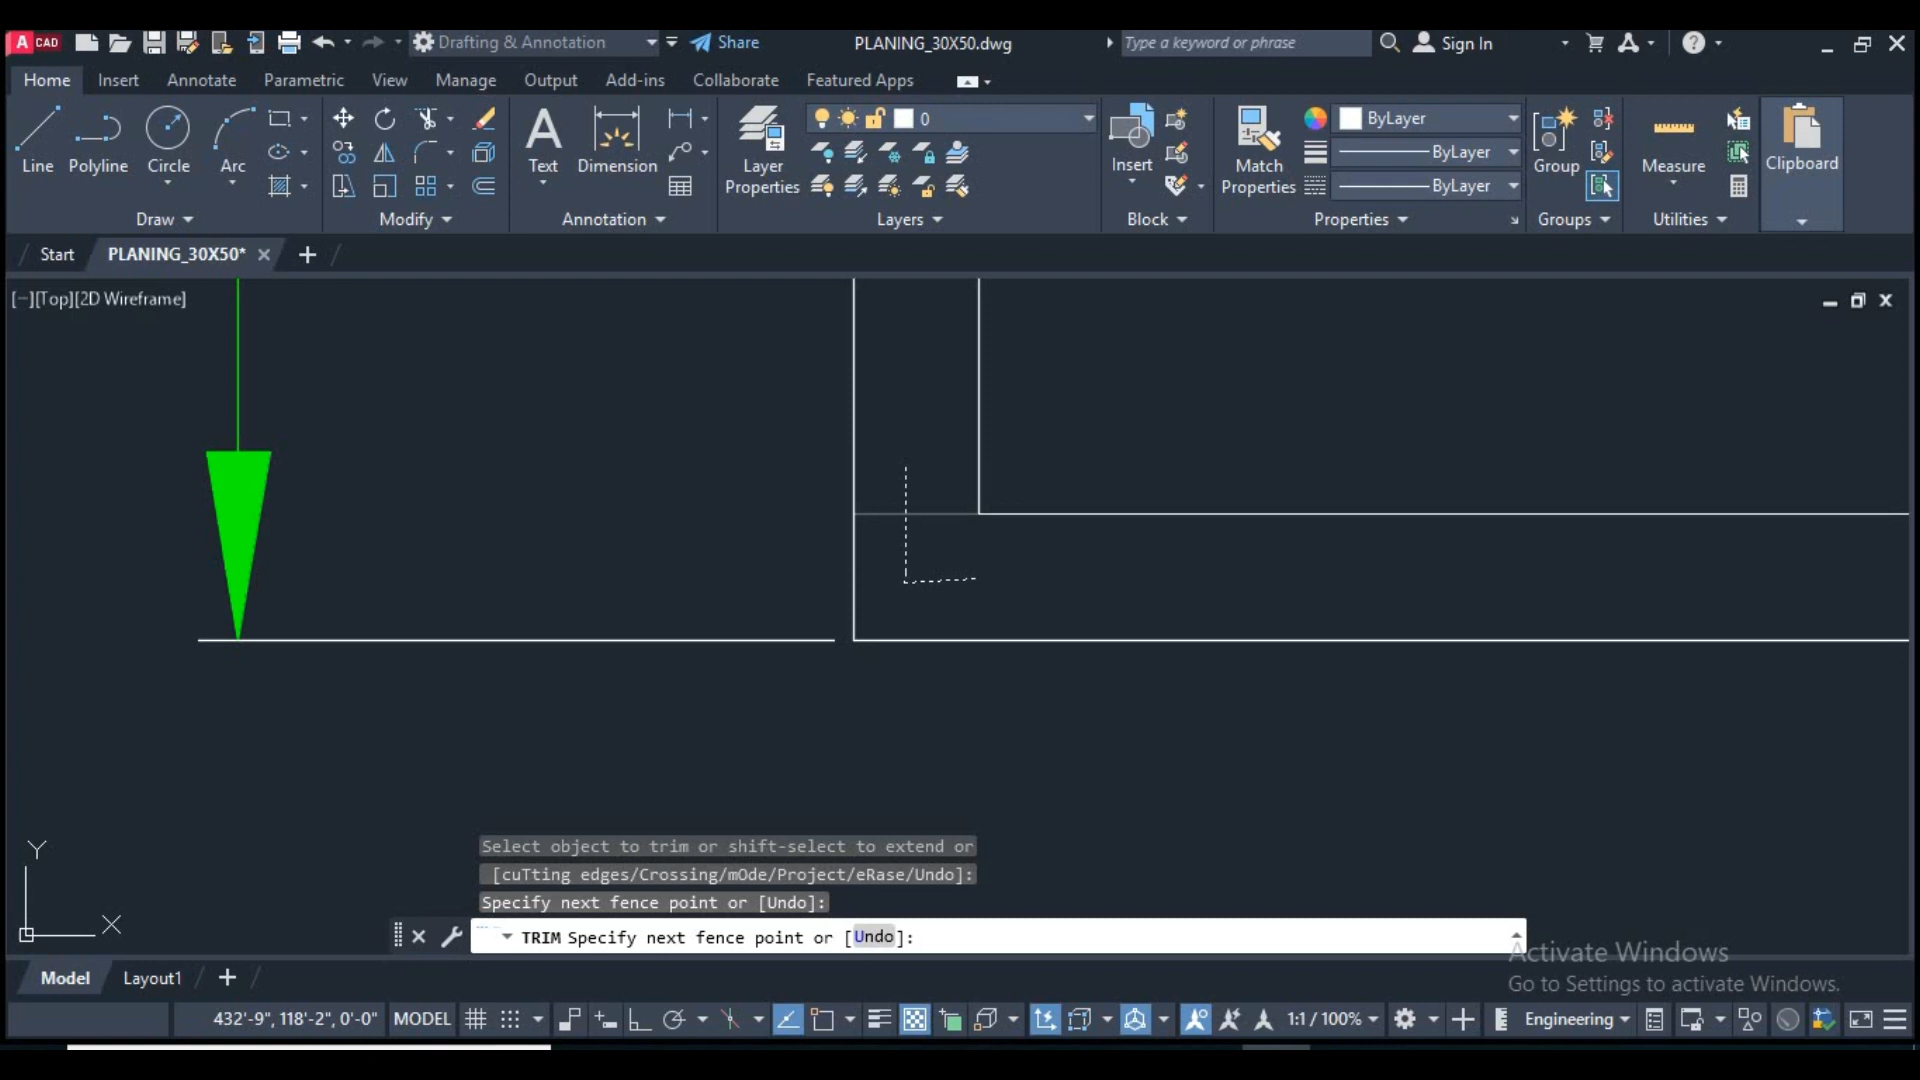 A CAD
Drafting & Annotation
Share
PLANING_30X50.dwg
Type a keyword or phrase
Sign In
Home Insert Annotate Parametric View Manage Output Add-ins Collaborate Featured Apps
Line Polyline Circle Arc
Draw
Modify
Text Dimension
Annotation
Layer Properties
0
Layers
Insert
Block
Match Properties
ByLayer
ByLayer
ByLayer
Properties
Group
Groups
Measure
Utilities
Clipboard
Start PLANING_30X50*
[−][Top][2D Wireframe]
Select object to trim or shift-select to extend or
[cuTting edges/Crossing/mOde/Project/eRase/Undo]:
Specify next fence point or [Undo]:
TRIM Specify next fence point or [Undo]:
Y
X
Activate Windows
Go to Settings to activate Windows.
Model Layout1
432'-9", 118'-2", 0'-0" MODEL 1:1 / 100% Engineering